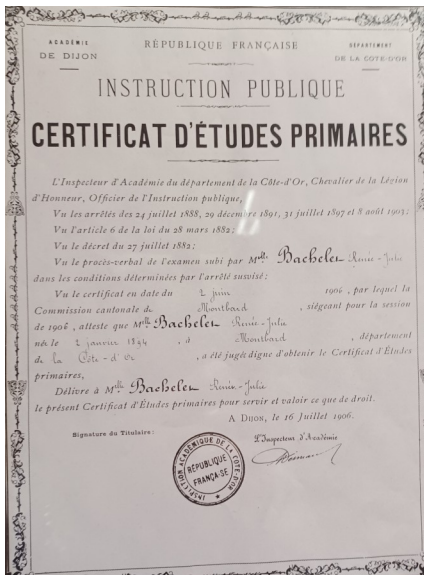 ACADÉMIE
DE DIJON
RÉPUBLIQUE FRANÇAISE
DÉPARTEMENT
DE LA COTE-D'OR
INSTRUCTION PUBLIQUE
CERTIFICAT D'ÉTUDES PRIMAIRES
L'Inspecteur d'Académie du département de la Côte-d'Or, Chevalier de la Légion
d'Honneur, Officier de l'Instruction publique,
Vu les arrêtés des 24 juillet 1888, 29 décembre 1891, 31 juillet 1897 et 8 août 1903;
Vu l'article 6 de la loi du 28 mars 1882;
Vu le décret du 27 juillet 1882;
Vu le procès-verbal de l'examen subi par Mlle Bachelet Renée-Julie
dans les conditions déterminées par l'arrêté susvisé:
Vu le certificat en date du 2 juin 1906, par lequel la
Commission cantonale de Montbard, siégeant pour la session
de 1906, atteste que Mlle Bachelet Renée-Julie
née le 2 janvier 1894, à Montbard, département
de la Côte-d'Or, a été jugée digne d'obtenir le Certificat d'Études
primaires,
Délivre à Mlle Bachelet Renée-Julie
le présent Certificat d'Études primaires pour servir et valoir ce que de droit.
A DIJON, le 16 Juillet 1906.
Signature du Titulaire:
L'Inspecteur d'Académie
INSPECTION ACADÉMIQUE DE LA COTE-D'OR
RÉPUBLIQUE
FRANÇAISE